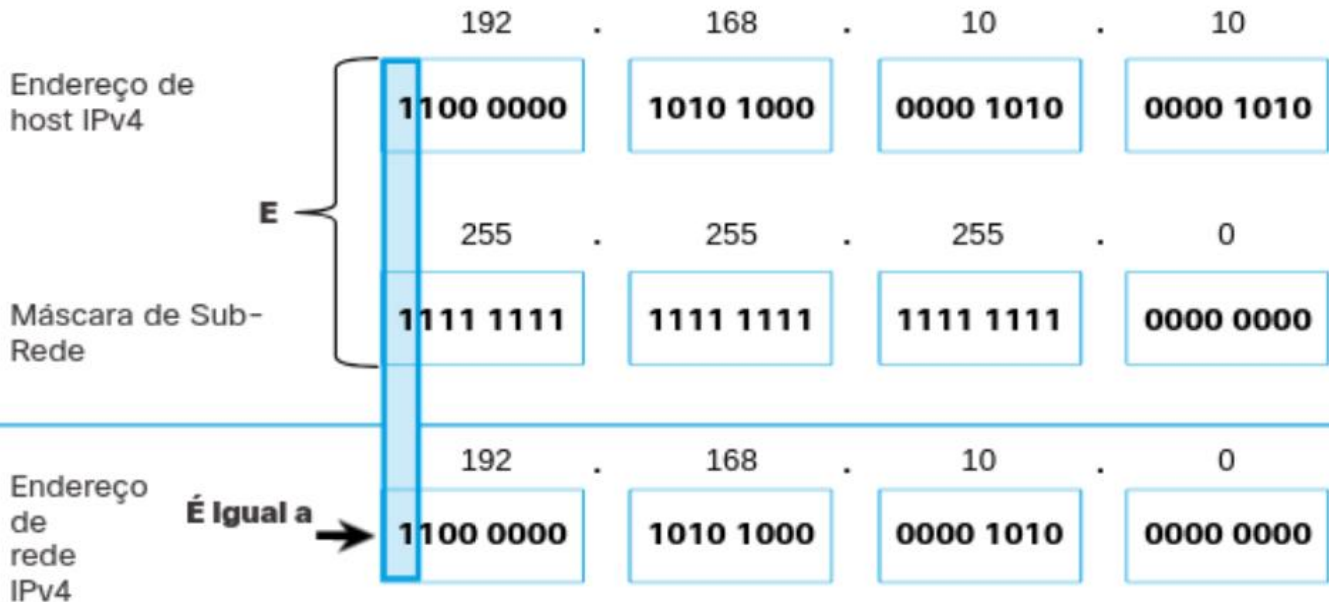 192 . 168 . 10 . 10
Endereço de
host IPv4
1100 0000 1010 1000 0000 1010 0000 1010
E
255 . 255 . 255 . 0
Máscara de Sub-
Rede
1111 1111 1111 1111 1111 1111 0000 0000
192 . 168 . 10 . 0
Endereço
de
rede
IPv4
É Igual a
1100 0000 1010 1000 0000 1010 0000 0000